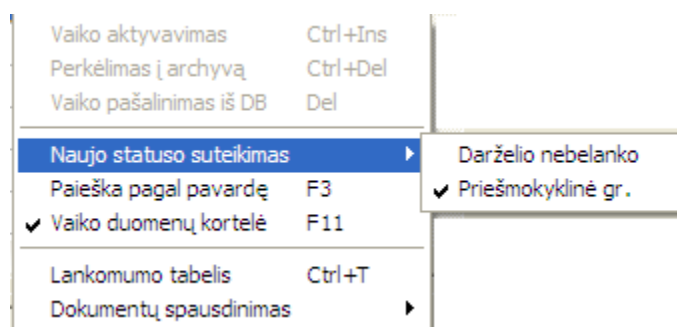 Vaiko aktyvavimas Ctrl+Ins
Perkėlimas į archyvą Ctrl+Del
Vaiko pašalinimas iš DB Del
Naujo statuso suteikimas
Darželio nebelanko
Paieška pagal pavardę F3
Priešmokyklinė gr.
Vaiko duomenų kortelė F11
Lankomumo tabelis Ctrl+T
Dokumentų spausdinimas